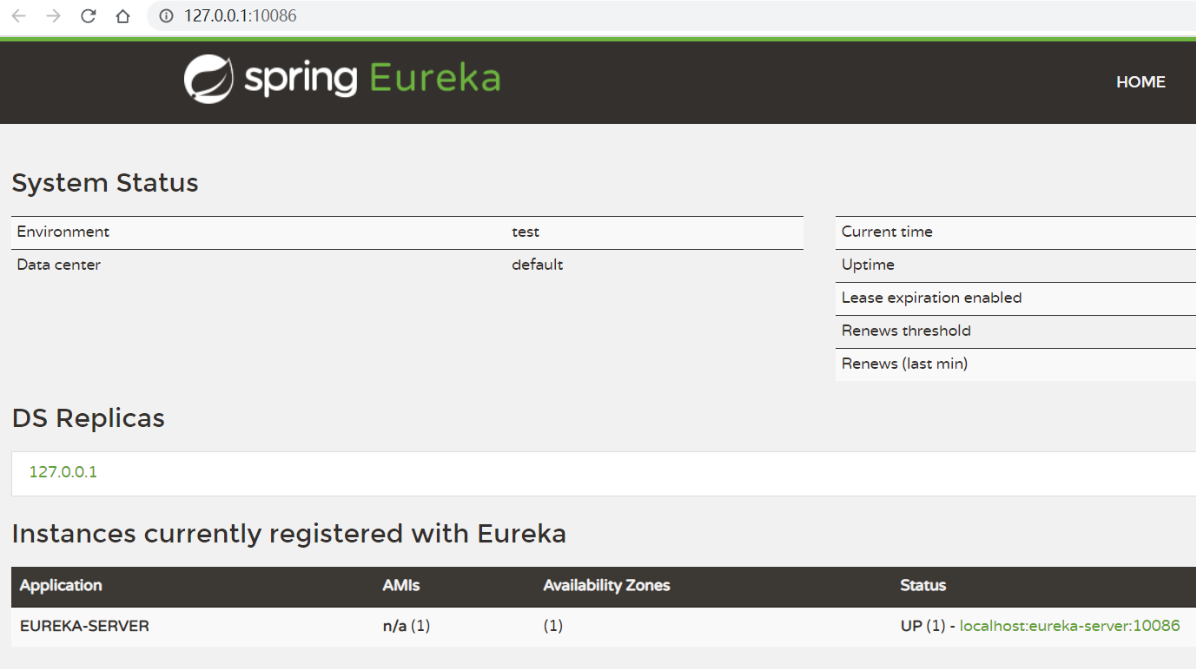 127.0.0.1:10086
spring Eureka
HOME
System Status
Environment test
Data center default
Current time
Uptime
Lease expiration enabled
Renews threshold
Renews (last min)
DS Replicas
127.0.0.1
Instances currently registered with Eureka
Application AMIs Availability Zones Status
EUREKA-SERVER n/a (1) (1) UP (1) - localhost:eureka-server:10086